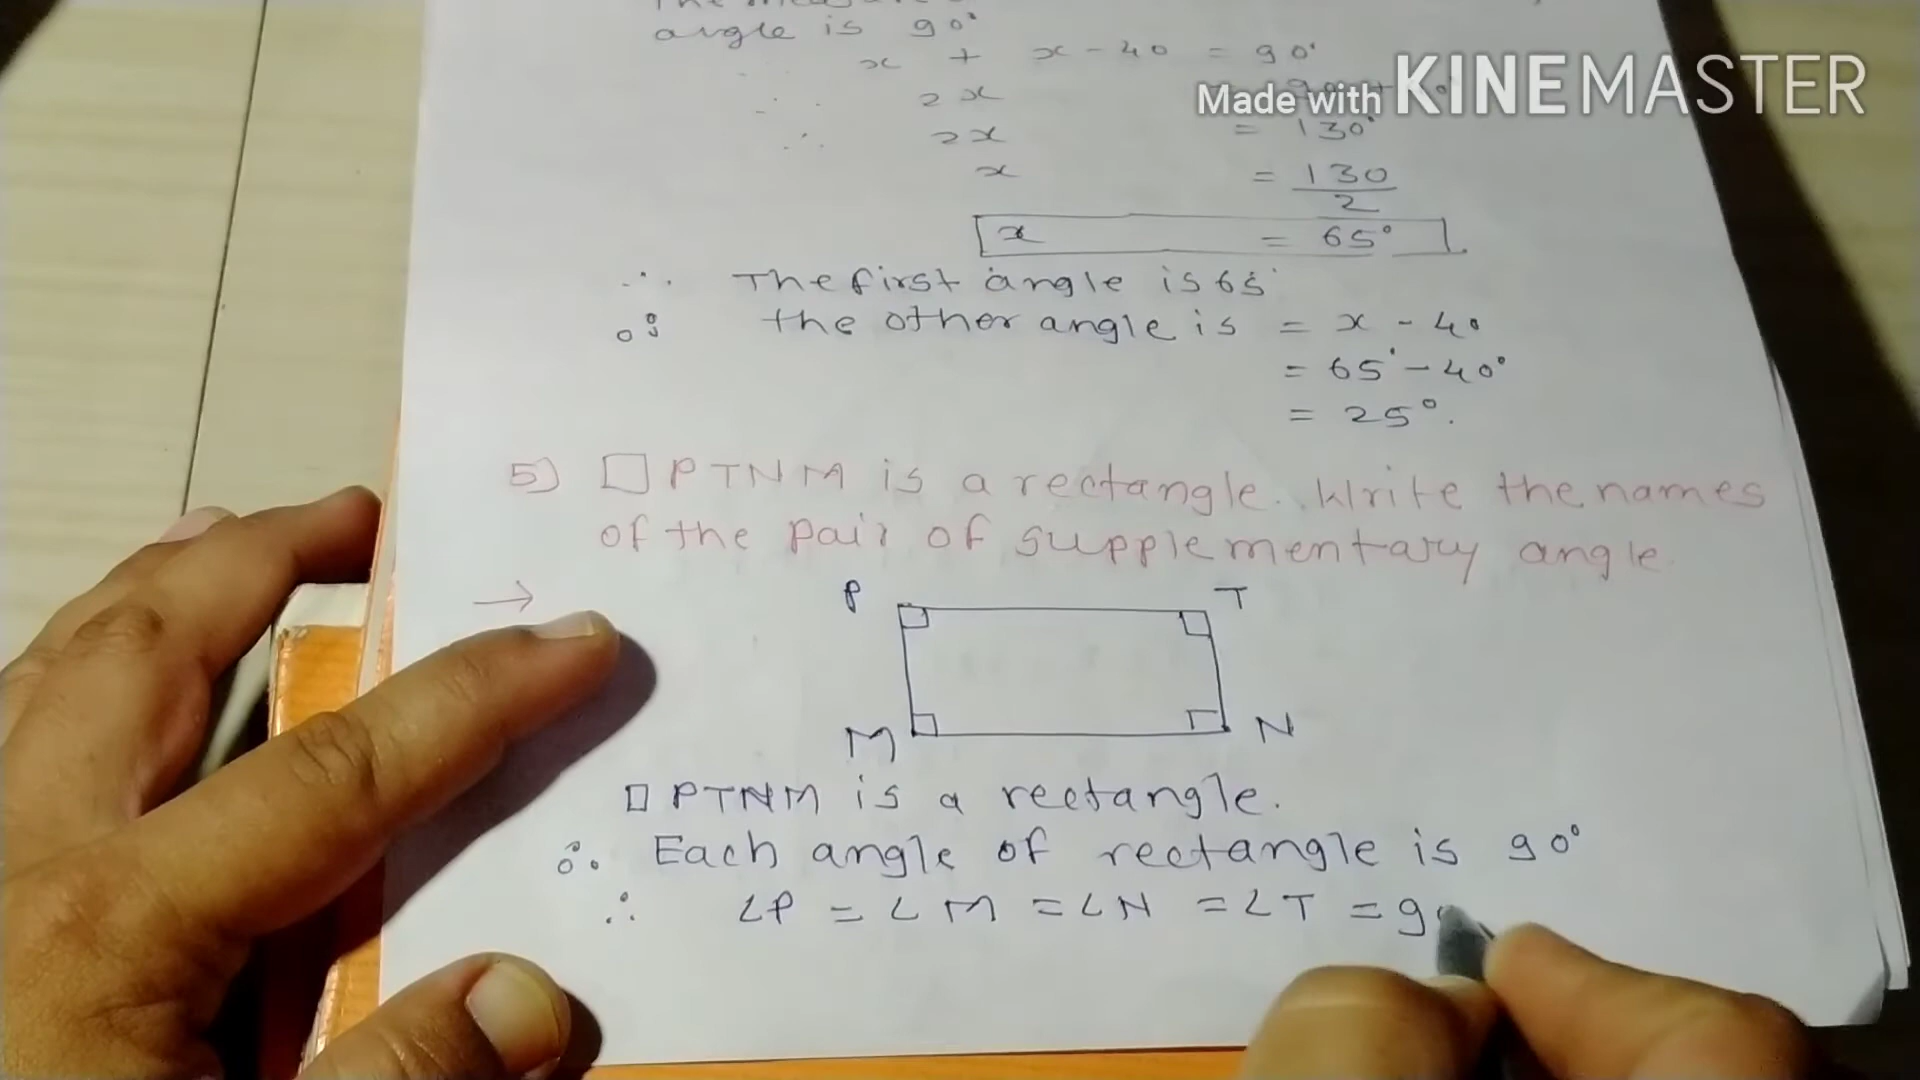 angle is 90°
x + x - 40 = 90°
∴ 2x
Made with KINEMASTER
∴ 2x = 130°
x = 130/2
x = 65°
∴ The first angle is 65°
∴ the other angle is = x - 40
= 65° - 40°
= 25°.
5) □ PTNM is a rectangle. Write the names
of the pair of supplementary angle.
→ P T
M N
□ PTNM is a rectangle.
∴ Each angle of rectangle is 90°
∴ ∠P = ∠M = ∠N = ∠T = 9